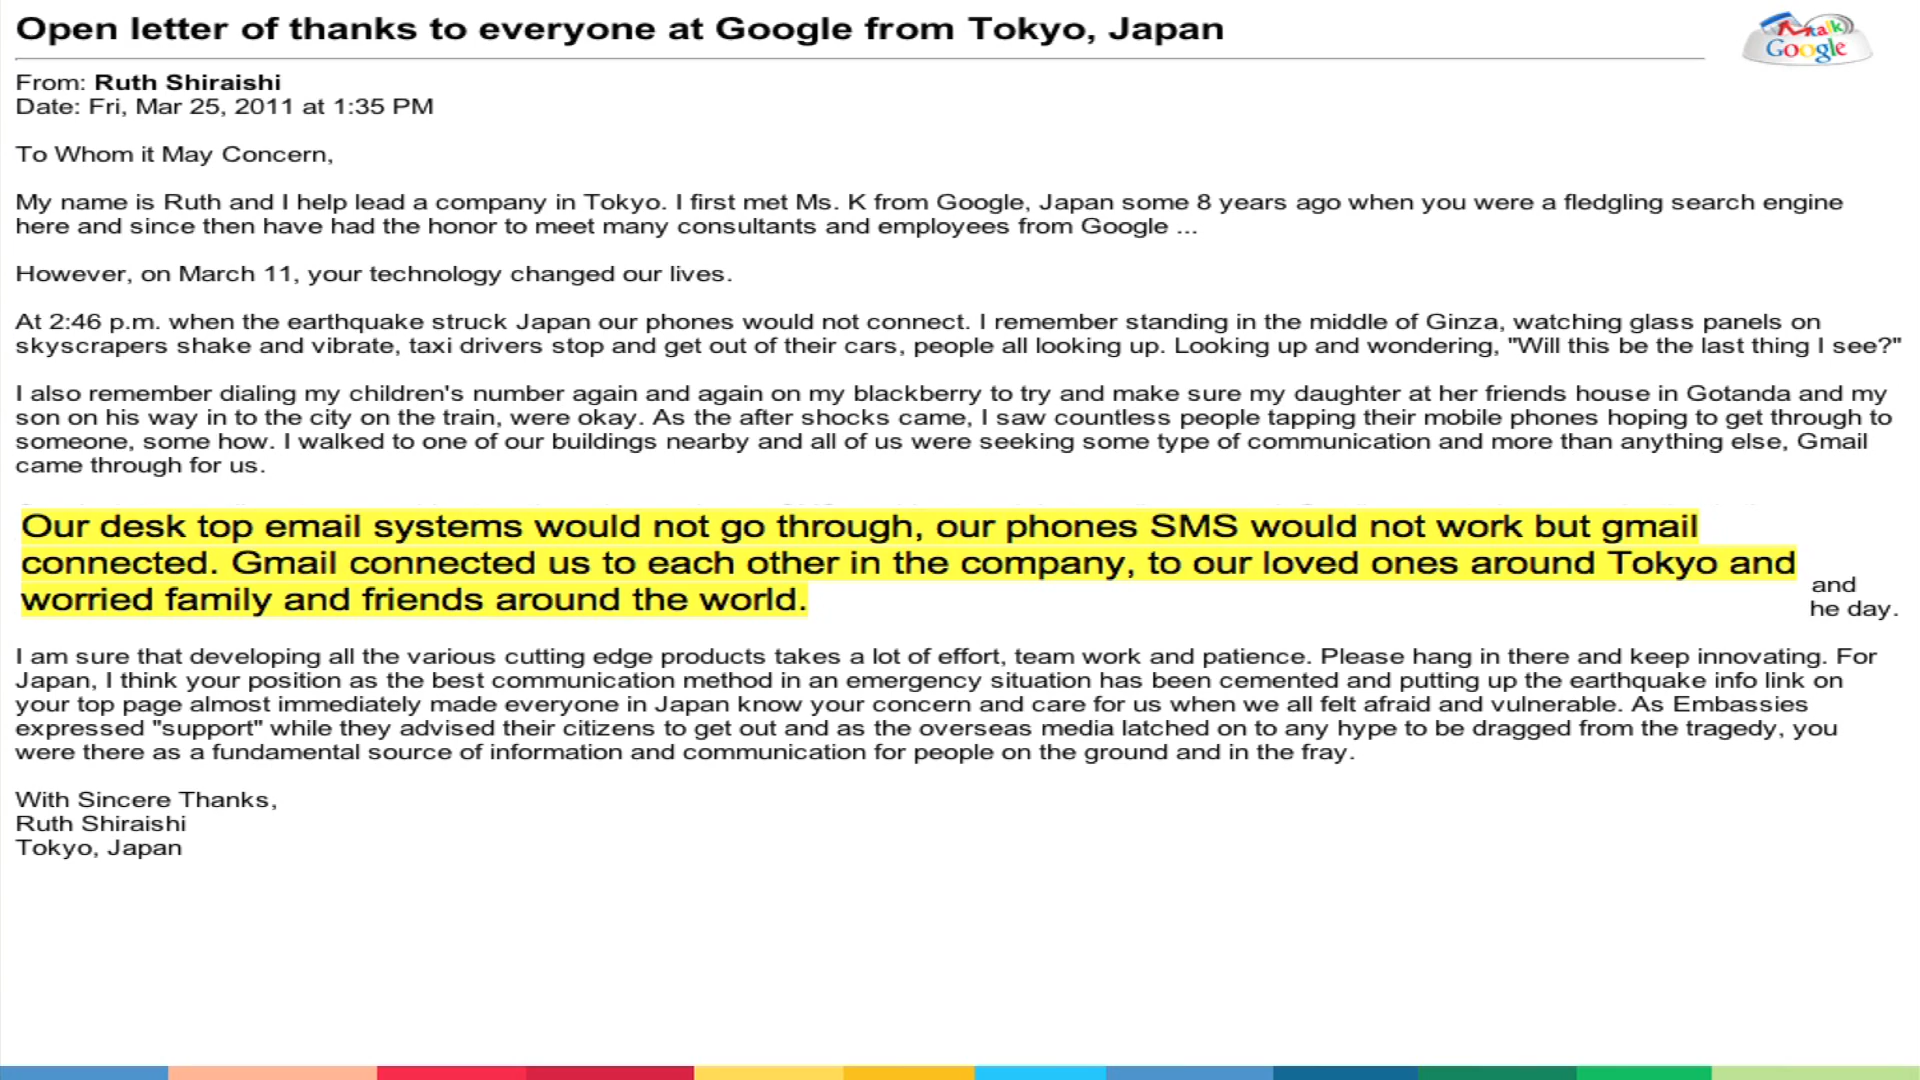 Open letter of thanks to everyone at Google from Tokyo, Japan
talk
Google
From: Ruth Shiraishi
Date: Fri, Mar 25, 2011 at 1:35 PM
To Whom it May Concern,
My name is Ruth and I help lead a company in Tokyo. I first met Ms. K from Google, Japan some 8 years ago when you were a fledgling search engine
here and since then have had the honor to meet many consultants and employees from Google ...
However, on March 11, your technology changed our lives.
At 2:46 p.m. when the earthquake struck Japan our phones would not connect. I remember standing in the middle of Ginza, watching glass panels on
skyscrapers shake and vibrate, taxi drivers stop and get out of their cars, people all looking up. Looking up and wondering, "Will this be the last thing I see?"
I also remember dialing my children's number again and again on my blackberry to try and make sure my daughter at her friends house in Gotanda and my
son on his way in to the city on the train, were okay. As the after shocks came, I saw countless people tapping their mobile phones hoping to get through to
someone, some how. I walked to one of our buildings nearby and all of us were seeking some type of communication and more than anything else, Gmail
came through for us.
Our desk top email systems would not go through, our phones SMS would not work but gmail
connected. Gmail connected us to each other in the company, to our loved ones around Tokyo and
worried family and friends around the world.
and
he day.
I am sure that developing all the various cutting edge products takes a lot of effort, team work and patience. Please hang in there and keep innovating. For
Japan, I think your position as the best communication method in an emergency situation has been cemented and putting up the earthquake info link on
your top page almost immediately made everyone in Japan know your concern and care for us when we all felt afraid and vulnerable. As Embassies
expressed "support" while they advised their citizens to get out and as the overseas media latched on to any hype to be dragged from the tragedy, you
were there as a fundamental source of information and communication for people on the ground and in the fray.
With Sincere Thanks,
Ruth Shiraishi
Tokyo, Japan